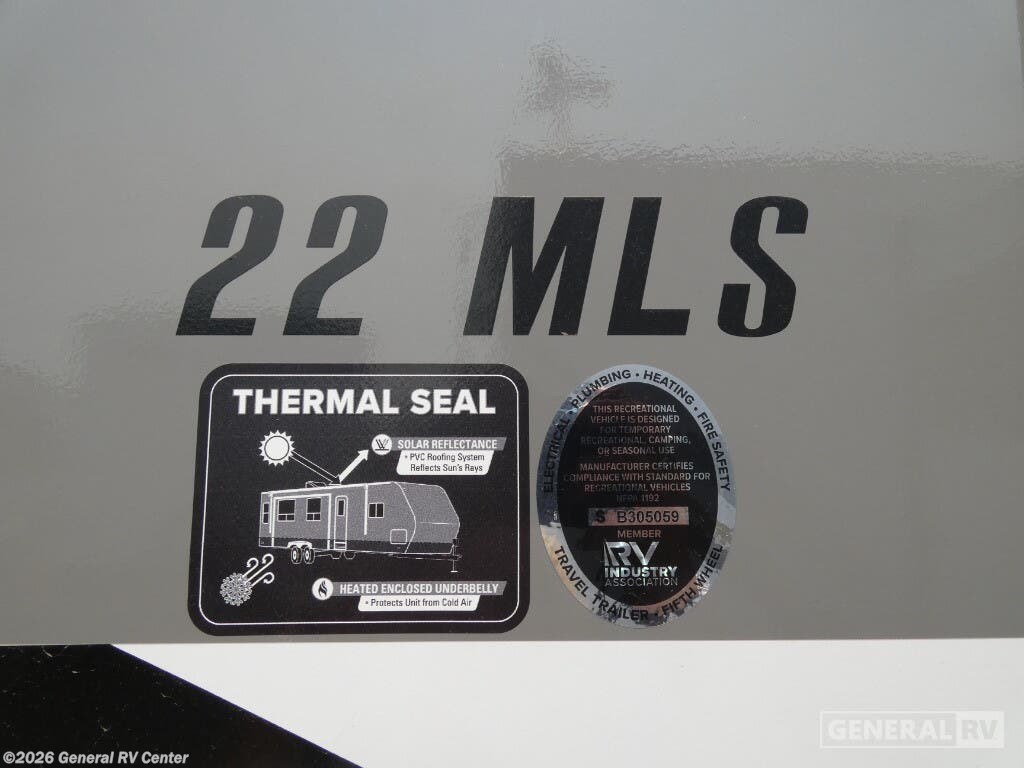 22 MLS
THERMAL SEAL
SOLAR REFLECTANCE
• PVC Roofing System
Reflects Sun's Rays
HEATED ENCLOSED UNDERBELLY
• Protects Unit from Cold Air
ELECTRICAL • PLUMBING • HEATING • FIRE SAFETY
THIS RECREATIONAL
VEHICLE IS DESIGNED
FOR TEMPORARY
RECREATIONAL, CAMPING,
OR SEASONAL USE
MANUFACTURER CERTIFIES
COMPLIANCE WITH STANDARD FOR
RECREATIONAL VEHICLES
NFPA 1192
S B305059
MEMBER
RV
INDUSTRY
ASSOCIATION
TRAVEL TRAILER • FIFTH WHEEL
GENERAL RV
©2026 General RV Center